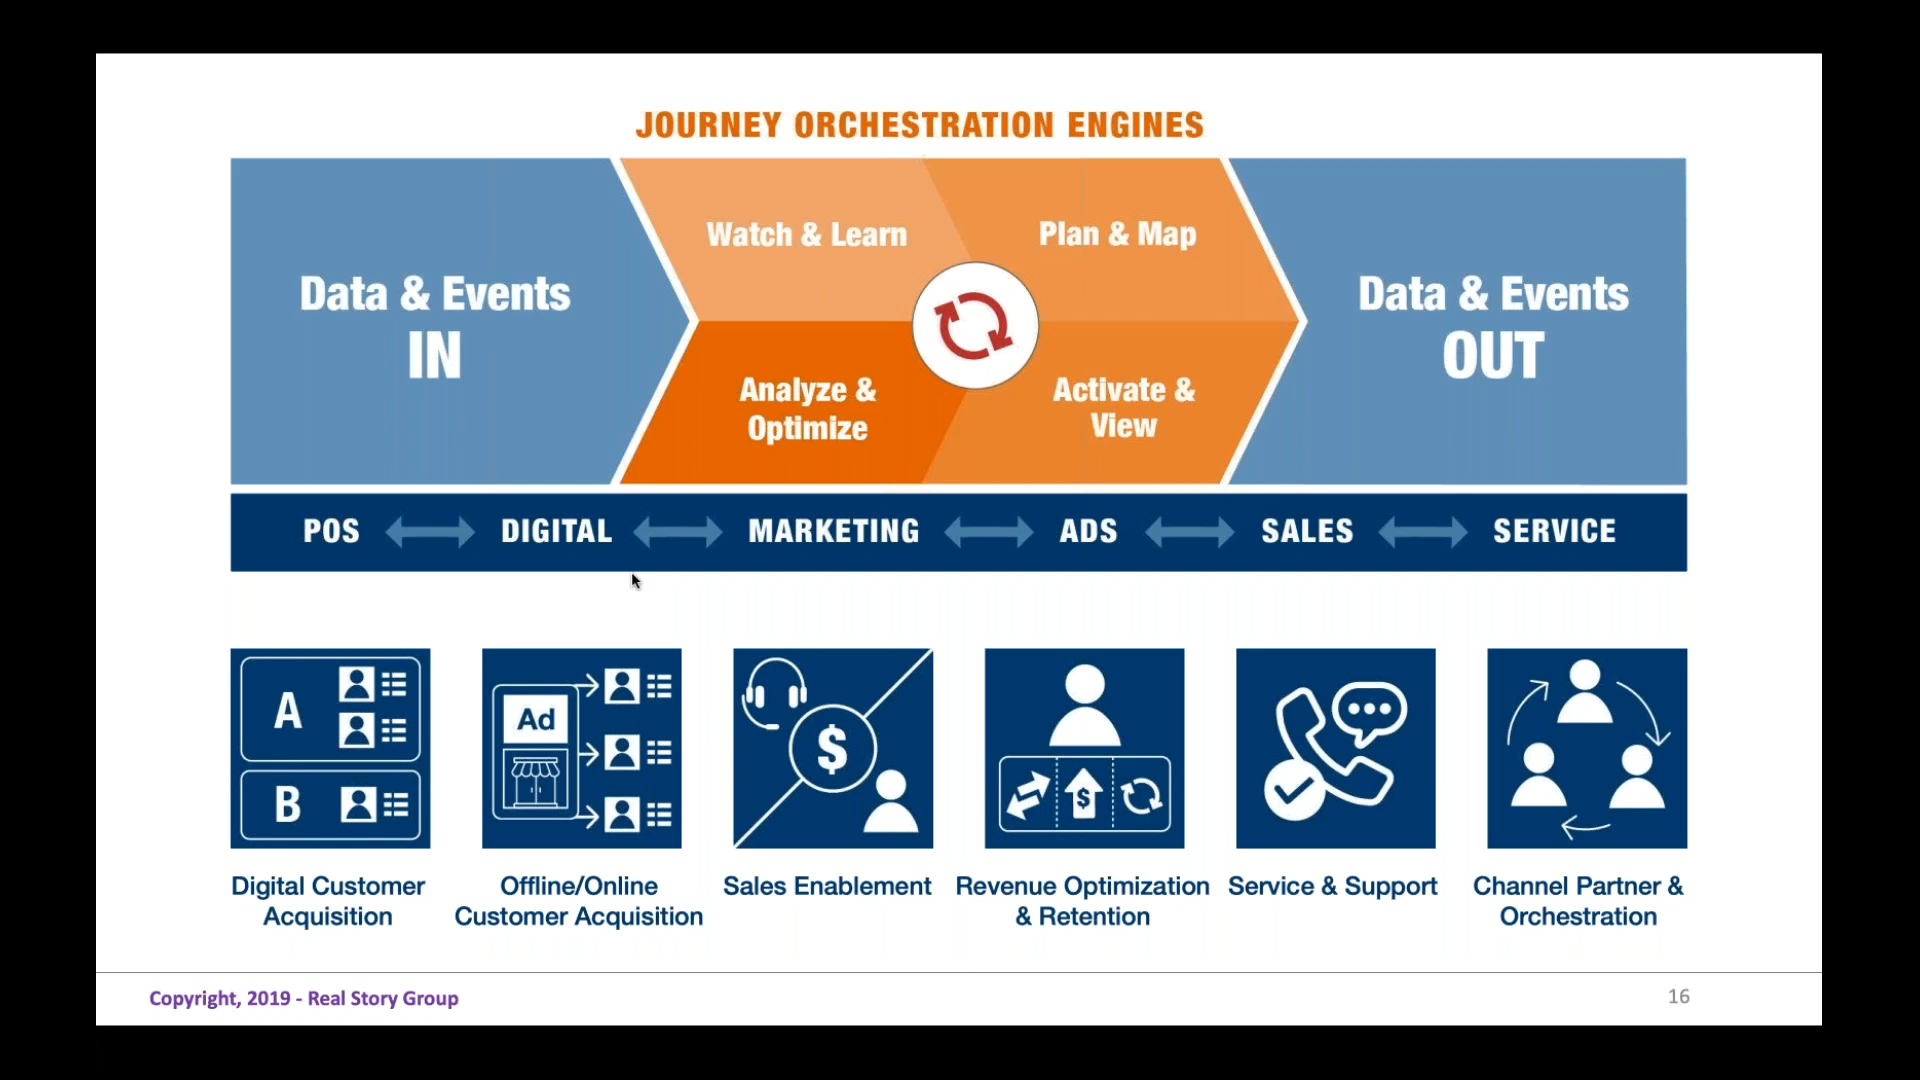 JOURNEY ORCHESTRATION ENGINES
Data & Events
IN
Watch & Learn
Plan & Map
Analyze &
Optimize
Activate &
View
Data & Events
OUT
POS DIGITAL MARKETING ADS SALES SERVICE
A
B
Ad
$
$
Digital Customer
Acquisition
Offline/Online
Customer Acquisition
Sales Enablement
Revenue Optimization
& Retention
Service & Support
Channel Partner &
Orchestration
Copyright, 2019 - Real Story Group
16